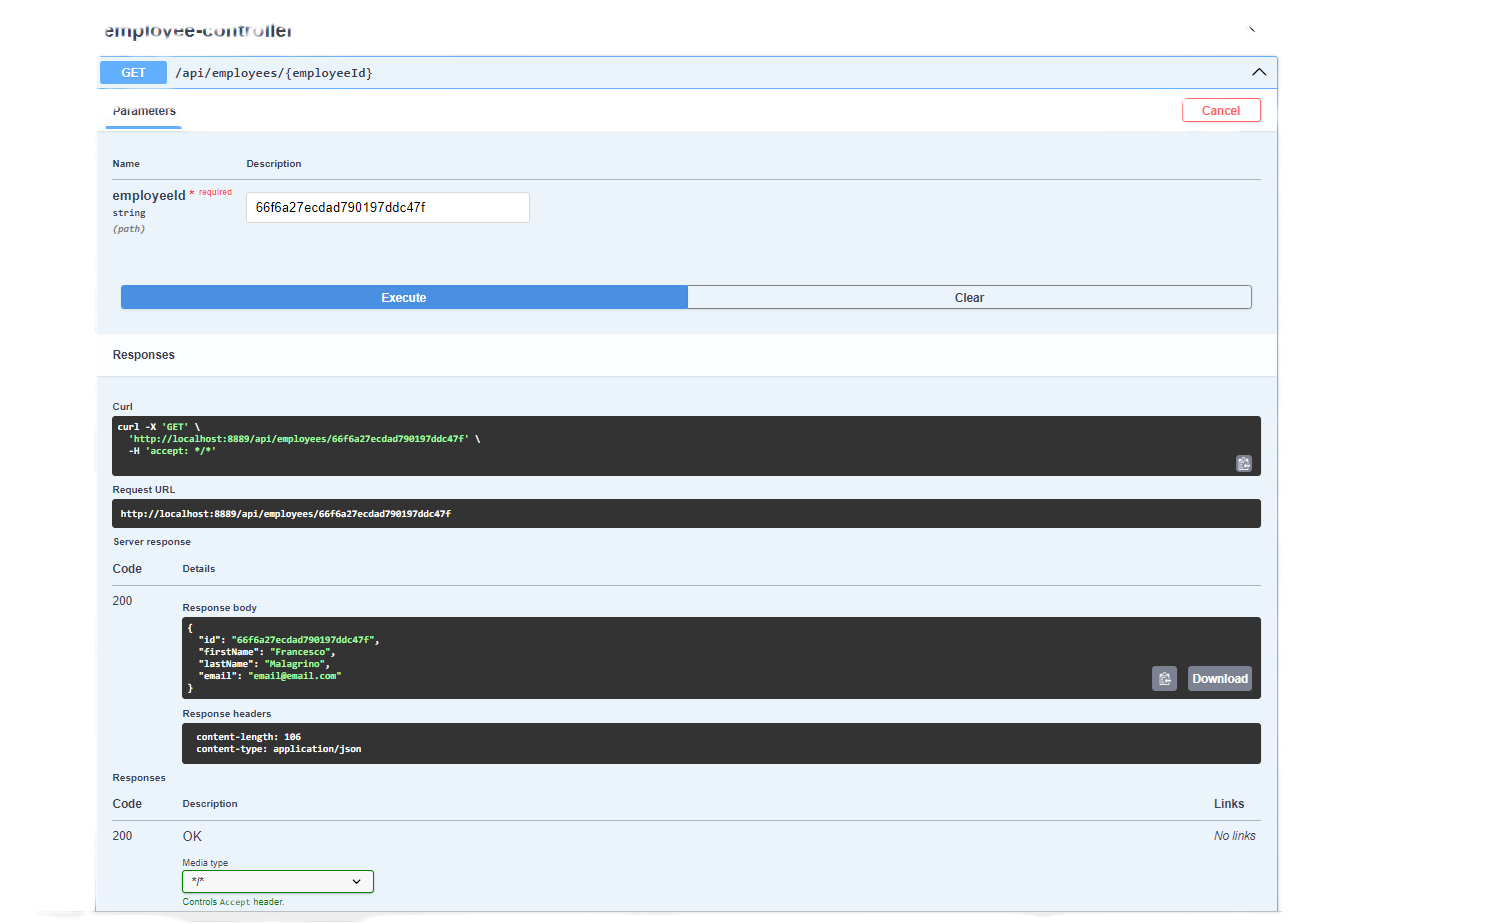 employee-controller
GET /api/employees/{employeeId}
Parameters
Cancel
Name Description
employeeId * required
string
(path)
66f6a27ecdad790197ddc47f
Execute Clear
Responses
Curl
curl -X 'GET' \
'http://localhost:8889/api/employees/66f6a27ecdad790197ddc47f' \
-H 'accept: */*'
Request URL
http://localhost:8889/api/employees/66f6a27ecdad790197ddc47f
Server response
Code Details
200
Response body
{
"id": "66f6a27ecdad790197ddc47f",
"firstName": "Francesco",
"lastName": "Malagrino",
"email": "email@email.com"
}
Download
Response headers
content-length: 106
content-type: application/json
Responses
Code Description Links
200 OK No links
Media type
*/*
Controls Accept header.